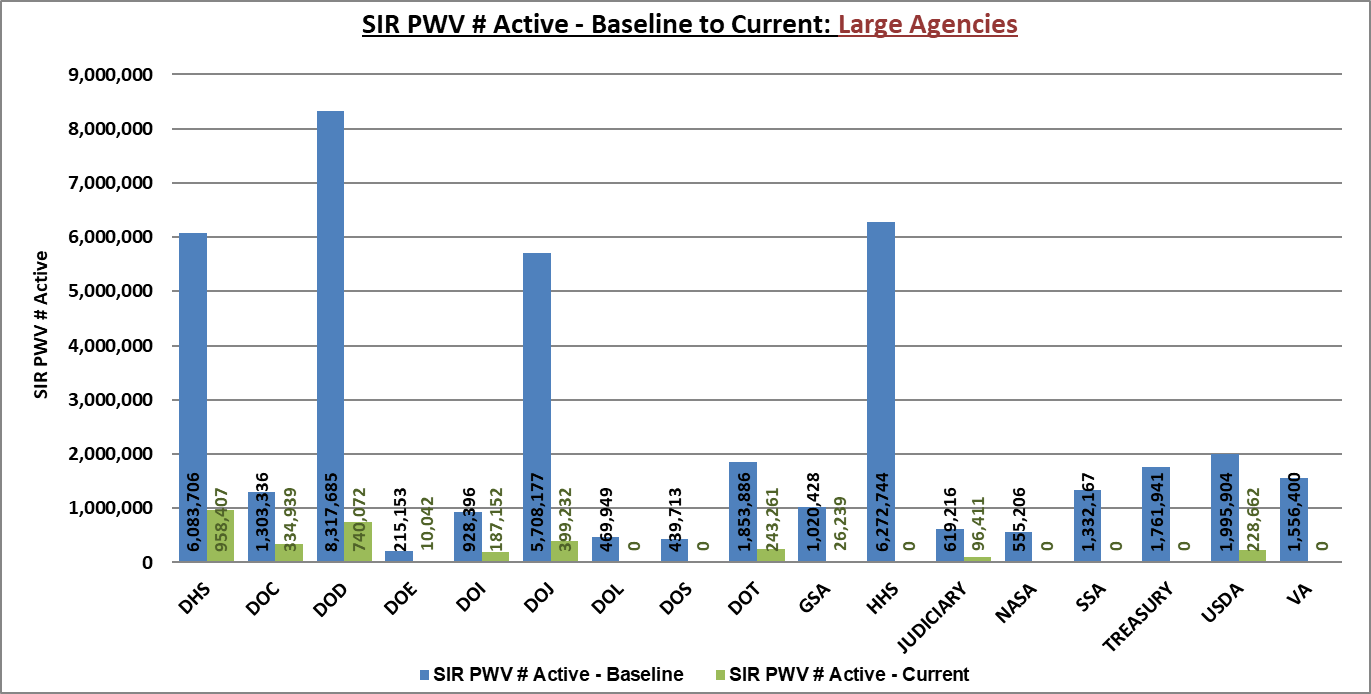 SIR PWV # Active - Baseline to Current: Large Agencies
9,000,000
8,000,000
7,000,000
6,000,000
5,000,000
4,000,000
3,000,000
2,000,000
1,000,000
0
SIR PWV # Active
6,083,706
958,407
1,303,336
334,939
8,317,685
740,072
215,153
10,042
928,396
187,152
5,708,177
399,232
469,949
0
439,713
0
1,853,886
243,261
1,020,428
26,239
6,272,744
0
619,216
96,411
555,206
0
1,332,167
0
1,761,941
0
1,995,904
228,662
1,556,400
0
DHS
DOC
DOD
DOE
DOI
DOJ
DOL
DOS
DOT
GSA
HHS
JUDICIARY
NASA
SSA
TREASURY
USDA
VA
SIR PWV # Active - Baseline
SIR PWV # Active - Current